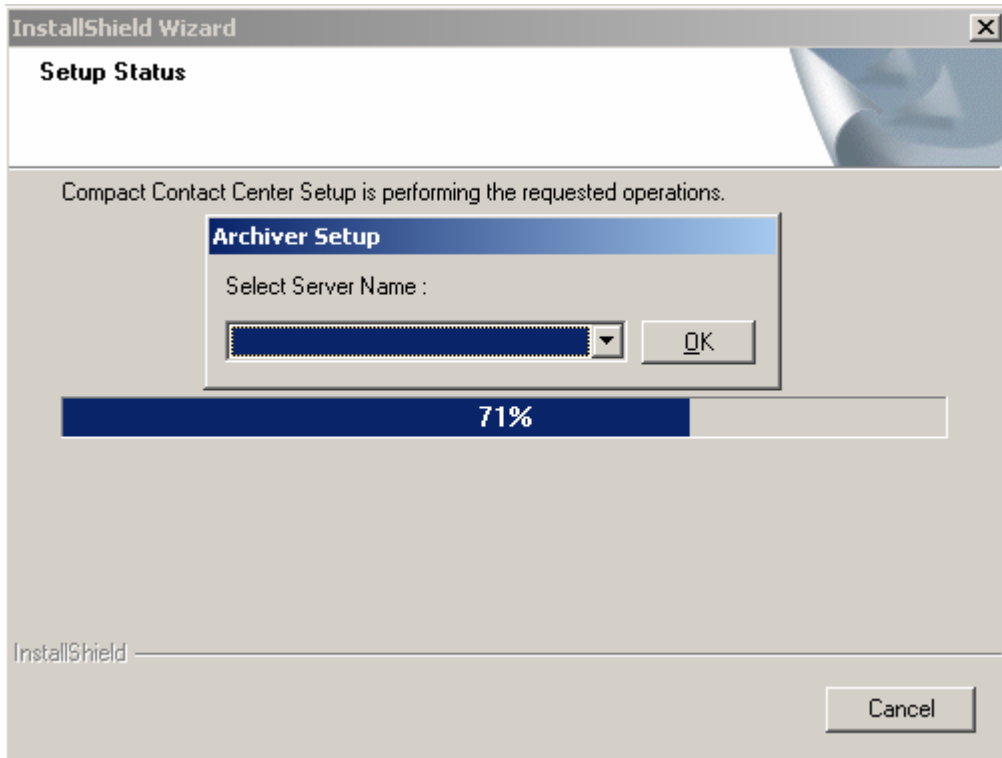 InstallShield Wizard
Setup Status
Compact Contact Center Setup is performing the requested operations.
Archiver Setup
Select Server Name :
OK
71%
InstallShield
Cancel